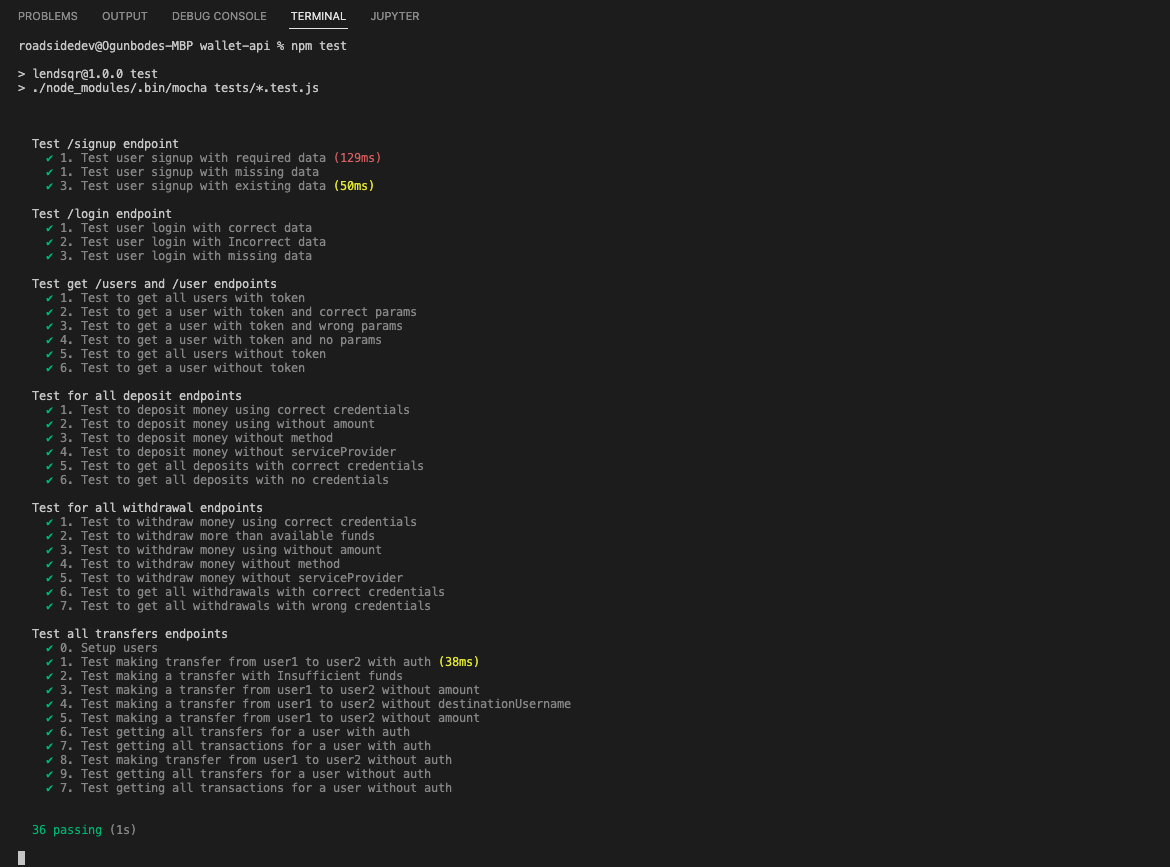 PROBLEMS OUTPUT DEBUG CONSOLE TERMINAL JUPYTER
roadsidedev@Ogunbodes-MBP wallet-api % npm test
> lendsqr@1.0.0 test
> ./node_modules/.bin/mocha tests/*.test.js
Test /signup endpoint
✔ 1. Test user signup with required data (129ms)
✔ 1. Test user signup with missing data
✔ 3. Test user signup with existing data (50ms)
Test /login endpoint
✔ 1. Test user login with correct data
✔ 2. Test user login with Incorrect data
✔ 3. Test user login with missing data
Test get /users and /user endpoints
✔ 1. Test to get all users with token
✔ 2. Test to get a user with token and correct params
✔ 3. Test to get a user with token and wrong params
✔ 4. Test to get a user with token and no params
✔ 5. Test to get all users without token
✔ 6. Test to get a user without token
Test for all deposit endpoints
✔ 1. Test to deposit money using correct credentials
✔ 2. Test to deposit money using without amount
✔ 3. Test to deposit money without method
✔ 4. Test to deposit money without serviceProvider
✔ 5. Test to get all deposits with correct credentials
✔ 6. Test to get all deposits with no credentials
Test for all withdrawal endpoints
✔ 1. Test to withdraw money using correct credentials
✔ 2. Test to withdraw more than available funds
✔ 3. Test to withdraw money using without amount
✔ 4. Test to withdraw money without method
✔ 5. Test to withdraw money without serviceProvider
✔ 6. Test to get all withdrawals with correct credentials
✔ 7. Test to get all withdrawals with wrong credentials
Test all transfers endpoints
✔ 0. Setup users
✔ 1. Test making transfer from user1 to user2 with auth (38ms)
✔ 2. Test making a transfer with Insufficient funds
✔ 3. Test making a transfer from user1 to user2 without amount
✔ 4. Test making a transfer from user1 to user2 without destinationUsername
✔ 5. Test making a transfer from user1 to user2 without amount
✔ 6. Test getting all transfers for a user with auth
✔ 7. Test getting all transactions for a user with auth
✔ 8. Test making transfer from user1 to user2 without auth
✔ 9. Test getting all transfers for a user without auth
✔ 7. Test getting all transactions for a user without auth
36 passing (1s)